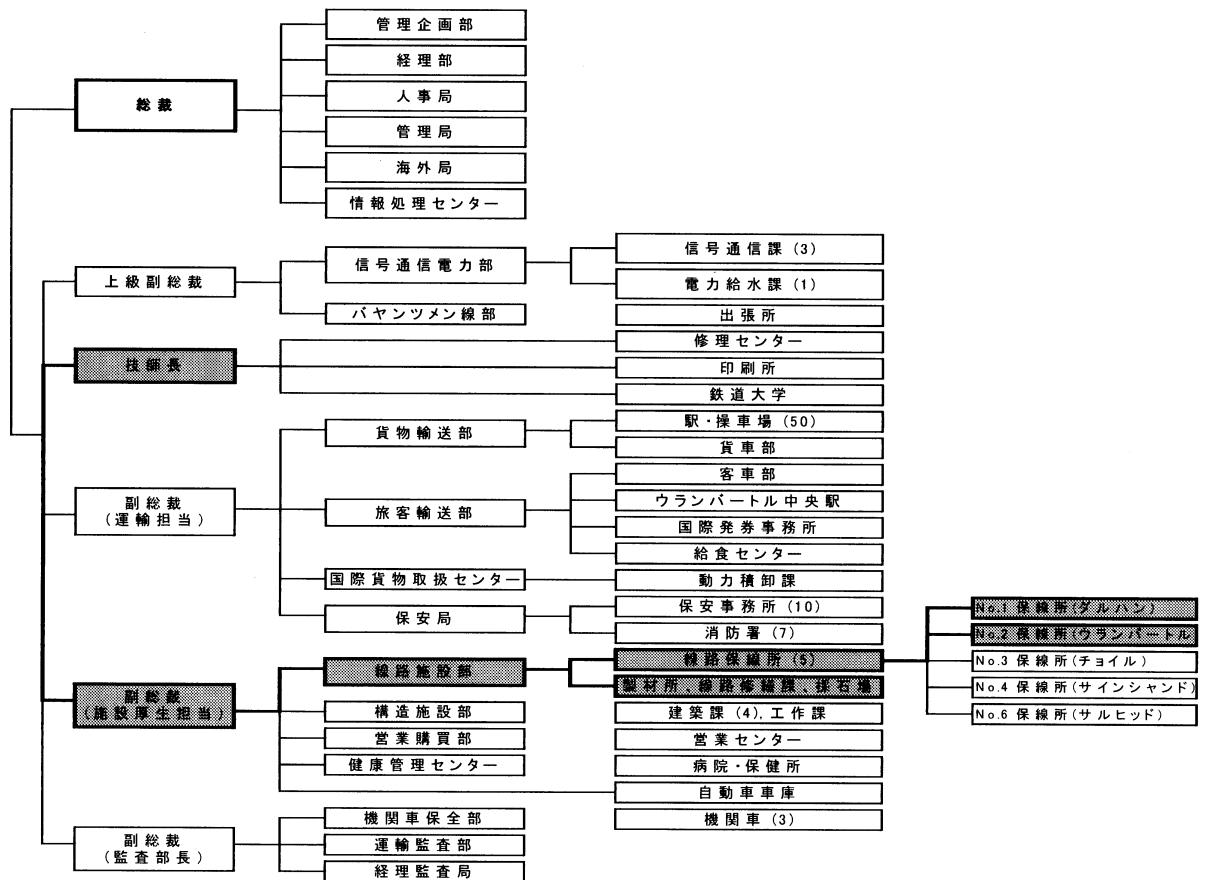 管理企画部
経理部
総裁
人事局
管理局
海外局
情報処理センター
上級副総裁
信号通信電力部
信号通信課 (3)
電力給水課 (1)
バヤンツメン線部
出張所
技師長
修理センター
印刷所
鉄道大学
副総裁
(運輸担当)
貨物輸送部
駅・操車場 (50)
貨車部
旅客輸送部
客車部
ウランバートル中央駅
国際発券事務所
給食センター
国際貨物取扱センター
動力積卸課
保安局
保安事務所 (10)
消防署 (7)
副総裁
(施設厚生担当)
線路施設部
線路保線所 (5)
製材所、線路修繕課、採石場
No.1 保線所(ダルハン)
No.2 保線所(ウランバートル
No.3 保線所(チョイル)
No.4 保線所(サインシャンド)
No.6 保線所(サルヒッド)
構造施設部
建築課 (4), 工作課
営業購買部
営業センター
健康管理センター
病院・保健所
自動車車庫
副総裁
(監査部長)
機関車保全部
機関車 (3)
運輸監査部
経理監査局